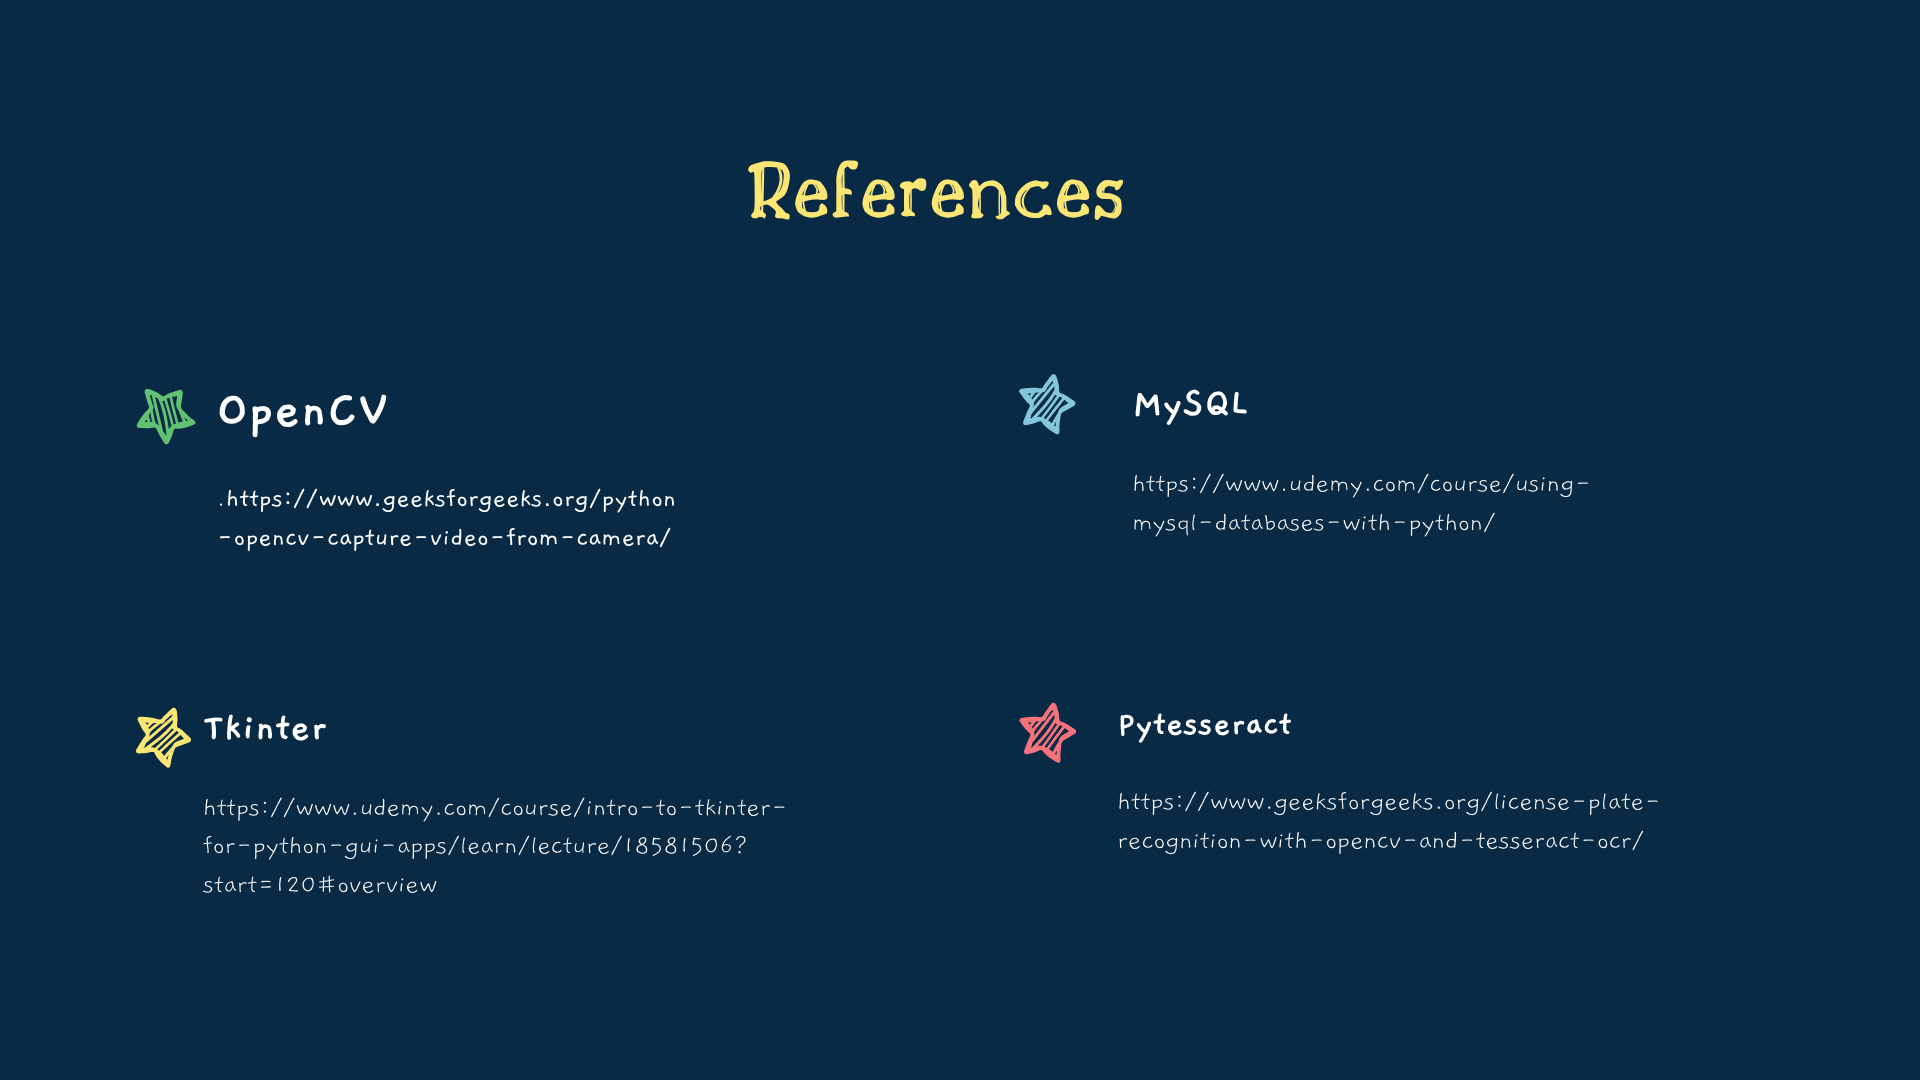 References
OpenCV
.https://www.geeksforgeeks.org/python
-opencv-capture-video-from-camera/
MySQL
https://www.udemy.com/course/using-
mysql-databases-with-python/
Tkinter
https://www.udemy.com/course/intro-to-tkinter-
for-python-gui-apps/learn/lecture/18581506?
start=120#overview
Pytesseract
https://www.geeksforgeeks.org/license-plate-
recognition-with-opencv-and-tesseract-ocr/